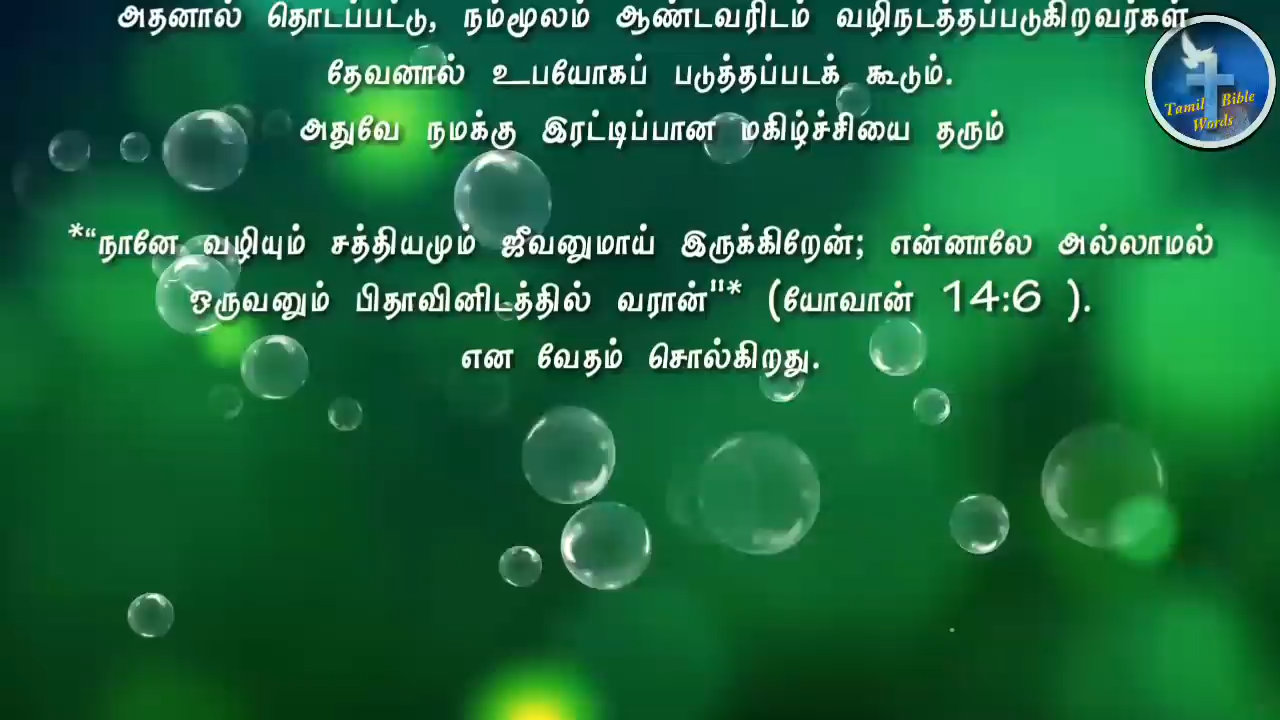 அதனால் தொடப்பட்டு, நம்மூலம் ஆண்டவரிடம் வழிநடத்தப்படுகிறவர்கள்
தேவனால் உபயோகப் படுத்தப்படக் கூடும்.
அதுவே நமக்கு இரட்டிப்பான மகிழ்ச்சியை தரும்
*“நானே வழியும் சத்தியமும் ஜீவனுமாய் இருக்கிறேன்; என்னாலே அல்லாமல்
ஒருவனும் பிதாவினிடத்தில் வரான்"* (யோவான் 14:6 ).
என வேதம் சொல்கிறது.
Tamil Bible
Words